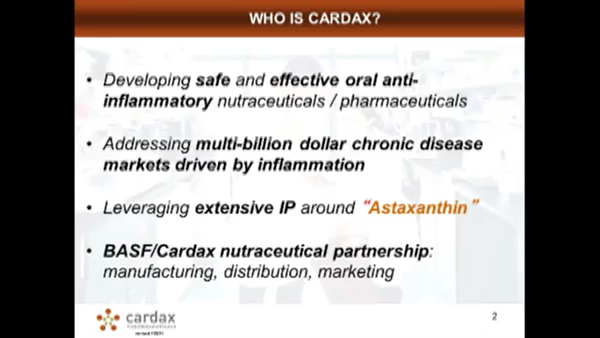 WHO IS CARDAX?
• Developing safe and effective oral anti-
inflammatory nutraceuticals / pharmaceuticals
• Addressing multi-billion dollar chronic disease
markets driven by inflammation
• Leveraging extensive IP around “Astaxanthin”
• BASF/Cardax nutraceutical partnership:
manufacturing, distribution, marketing
cardax
PHARMACEUTICALS
2